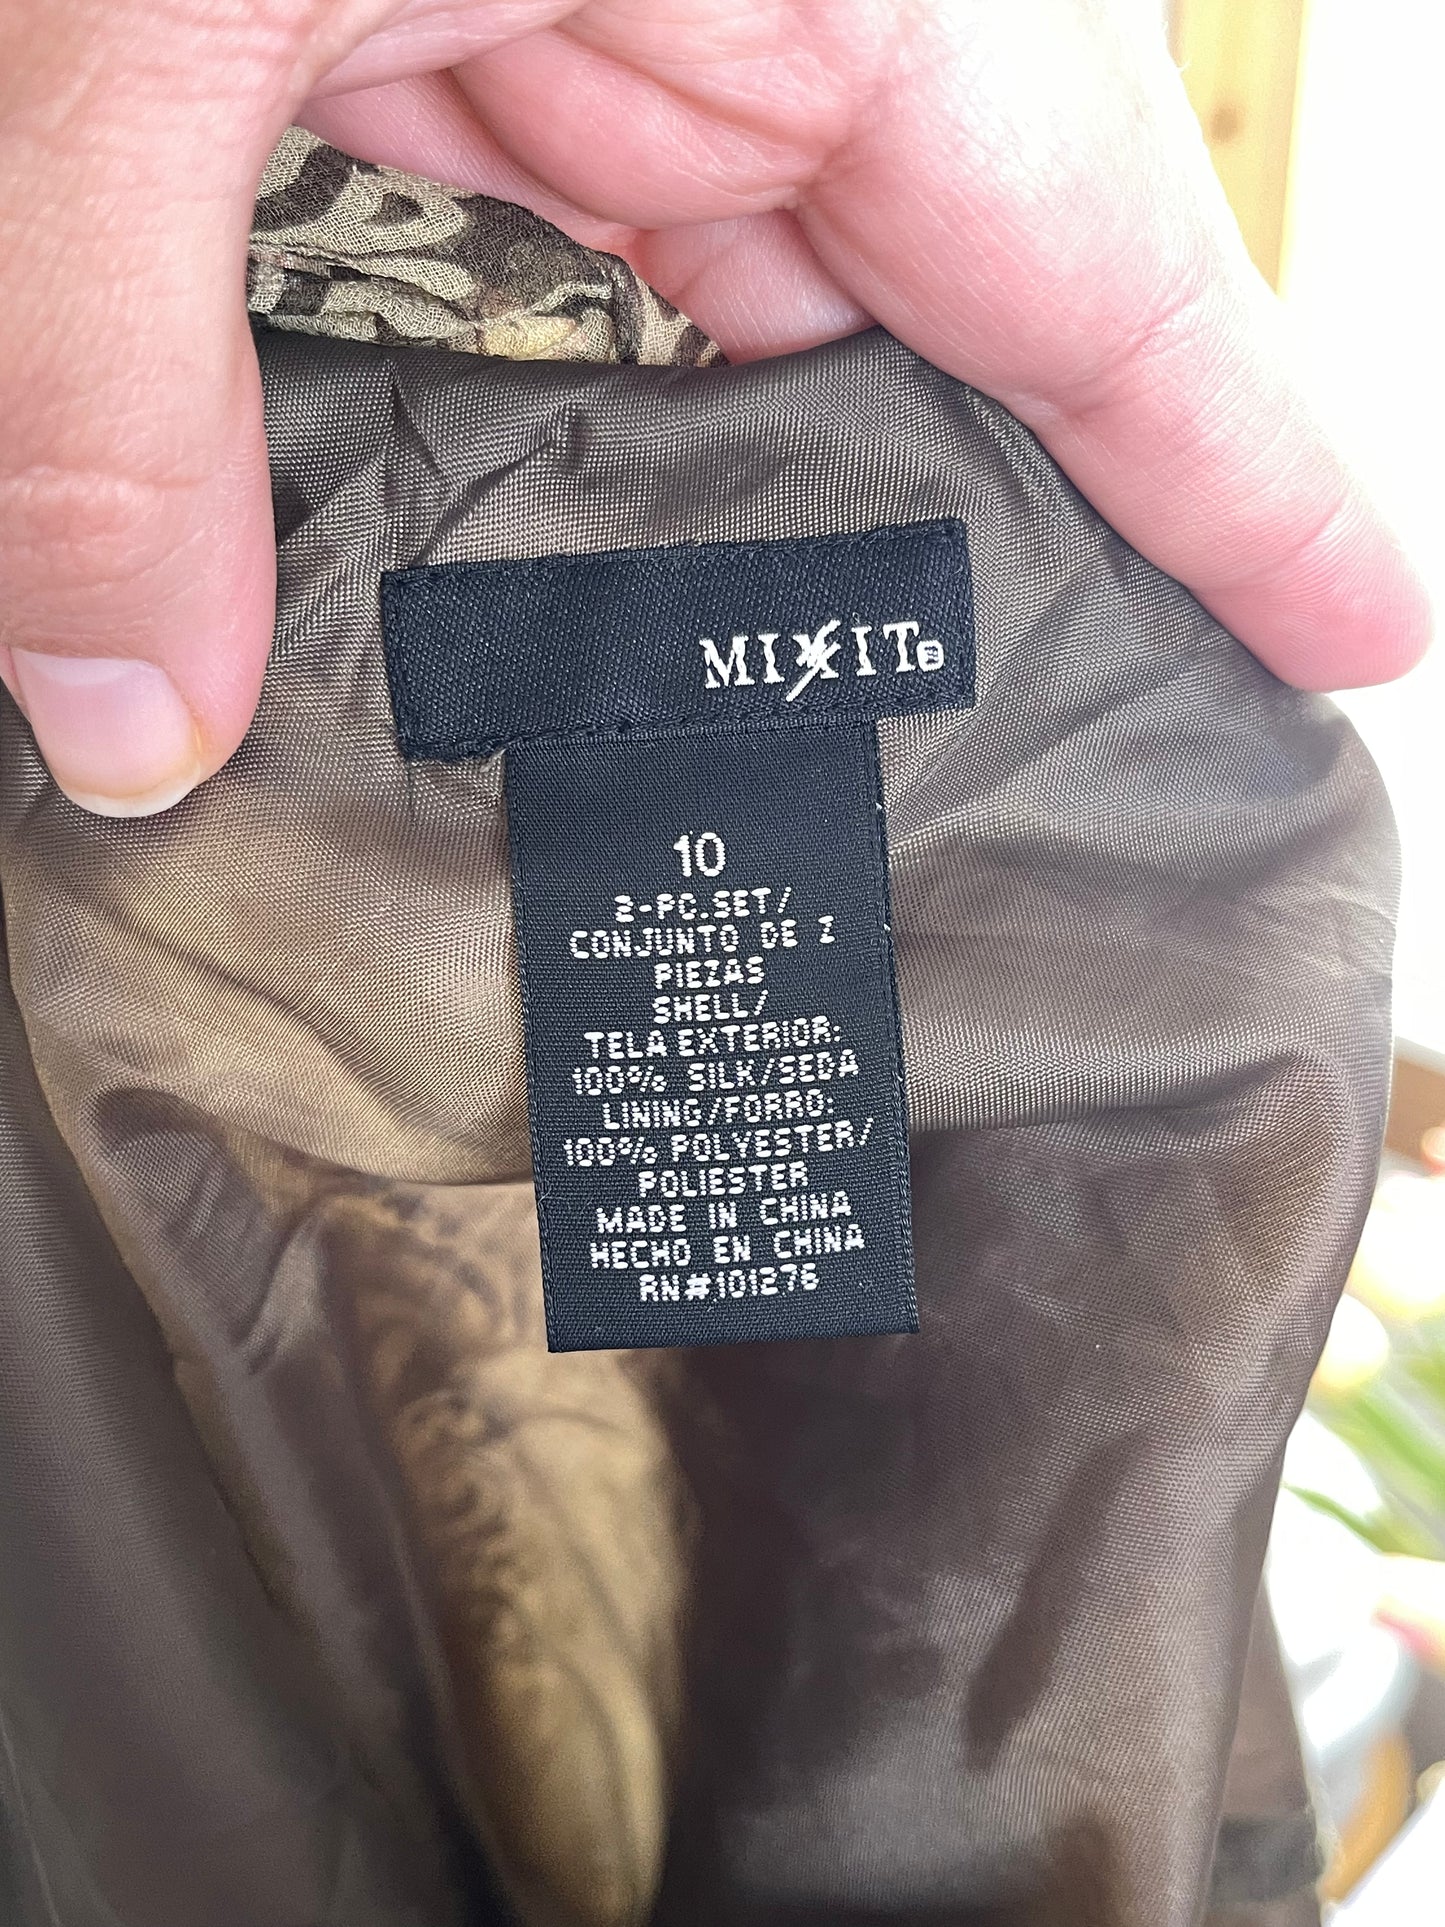 MIXIT
10
2-PC.SET/
CONJUNTO DE 2
PIEZAS
SHELL/
TELA EXTERIOR:
100% SILK/SEDA
LINING/FORRO:
100% POLYESTER/
POLIESTER
MADE IN CHINA
HECHO EN CHINA
RN#101276